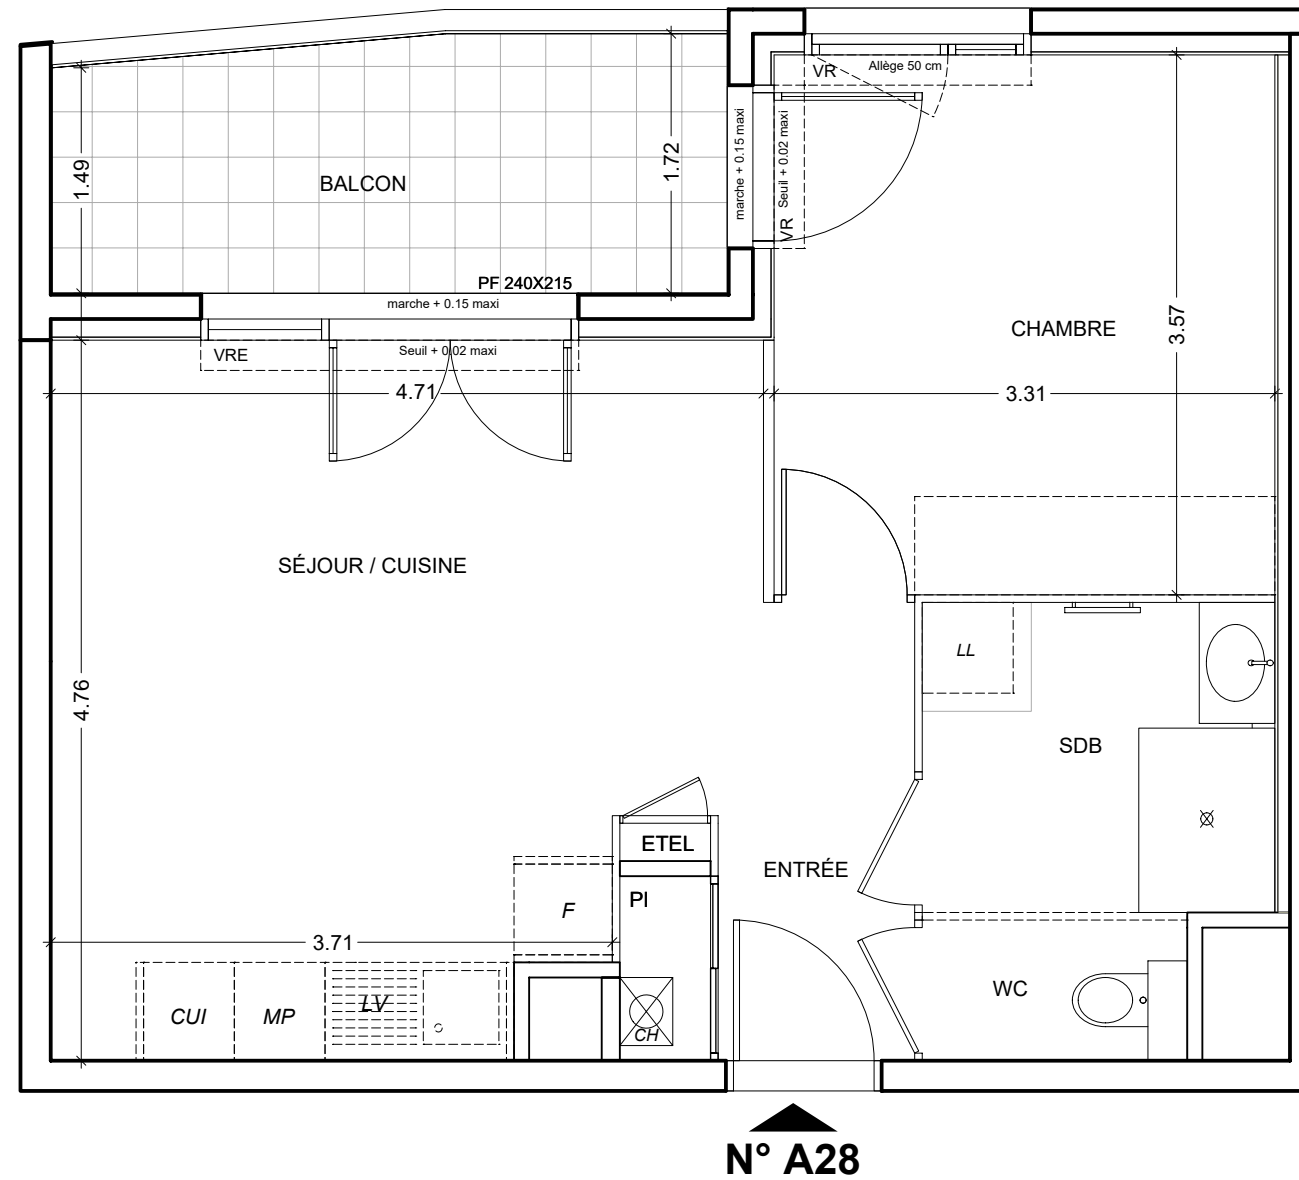 VR
Allège 50 cm
marche + 0.15 maxi
Seuil + 0.02 maxi
VR
1.49
1.72
BALCON
PF 240X215
marche + 0.15 maxi
VRE
Seuil + 0.02 maxi
CHAMBRE
3.57
4.71
3.31
SÉJOUR / CUISINE
LL
4.76
SDB
ETEL
ENTRÉE
PI
F
3.71
CUI
MP
LV
CH
WC
N° A28